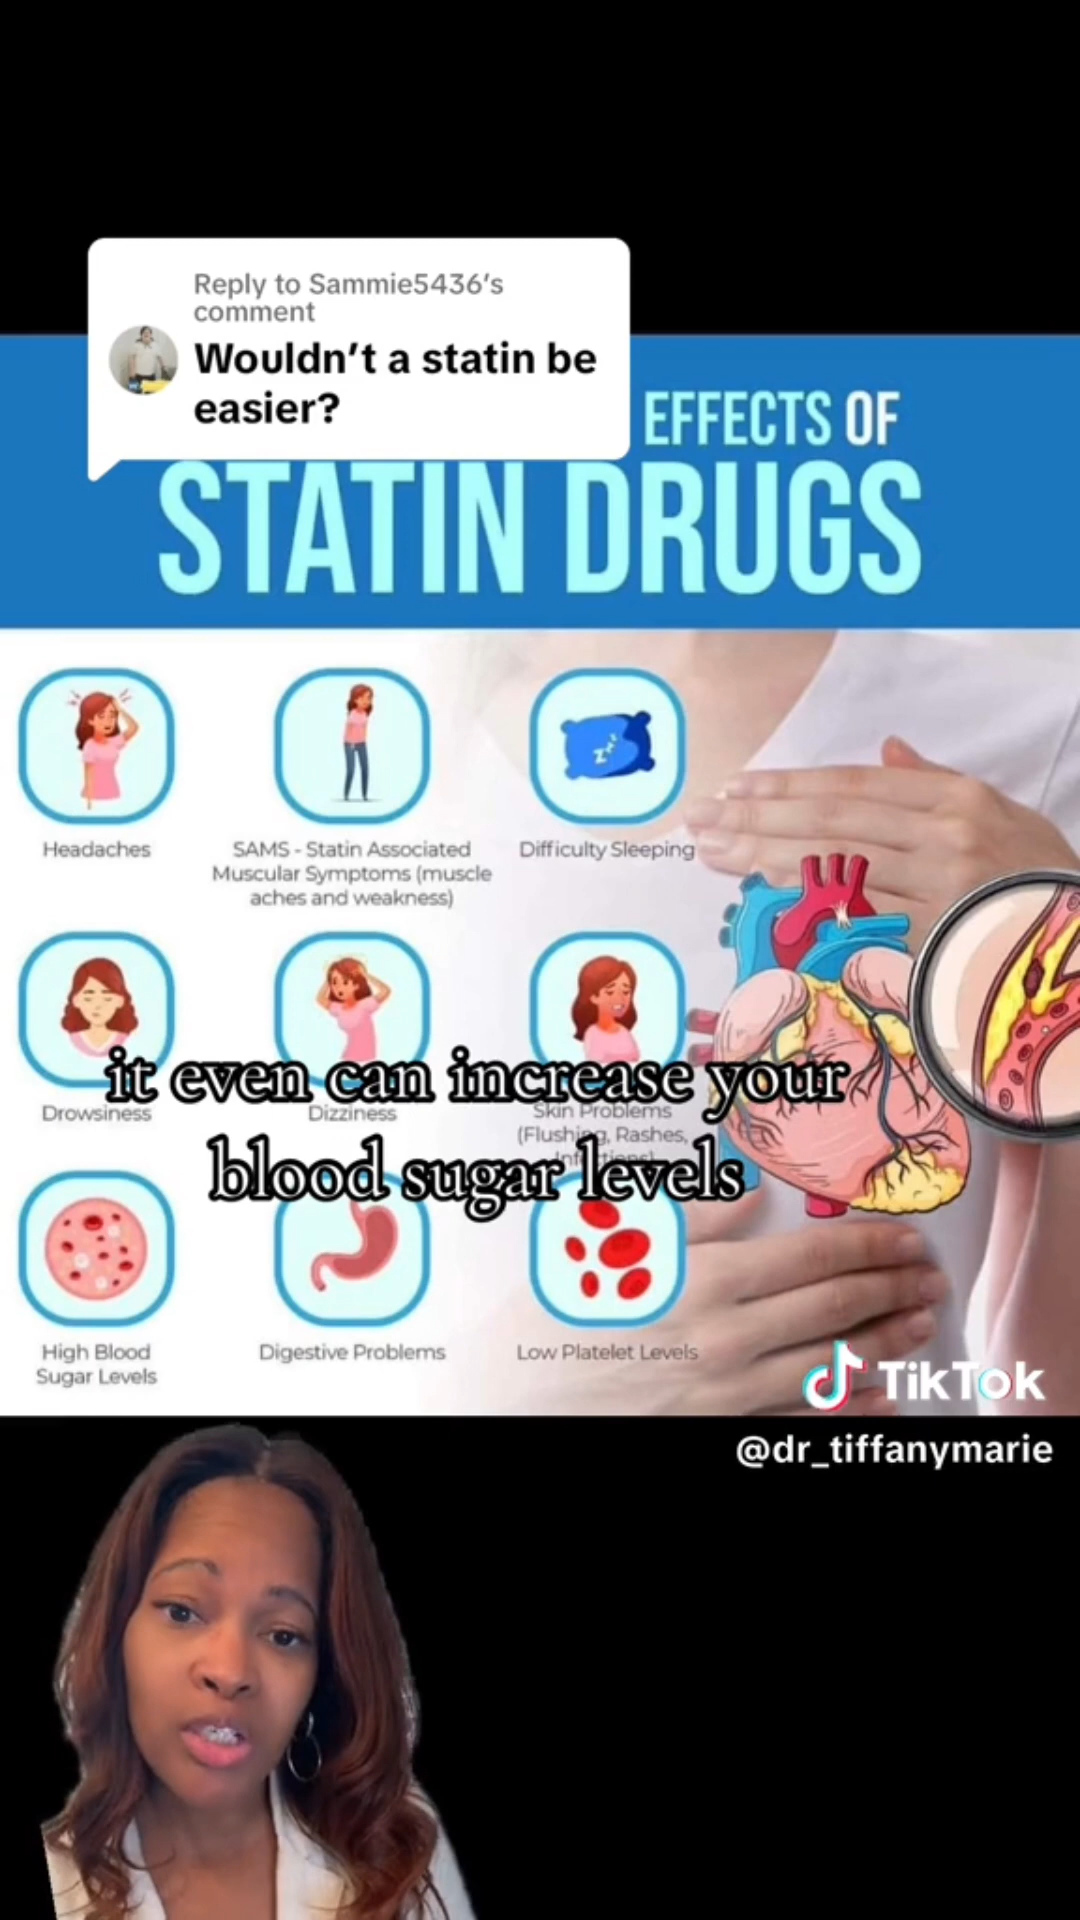 Reply to Sammie5436's
comment
Wouldn't a statin be
easier?
EFFECTS OF
STATIN DRUGS
Headaches
SAMS - Statin Associated
Muscular Symptoms (muscle
aches and weakness)
Difficulty Sleeping
Drowsiness
Dizziness
Skin Problems
(Flushing, Rashes,
it even can increase your
blood sugar levels
High Blood
Sugar Levels
Digestive Problems
Low Platelet Levels
TikTok
@dr_tiffanymarie